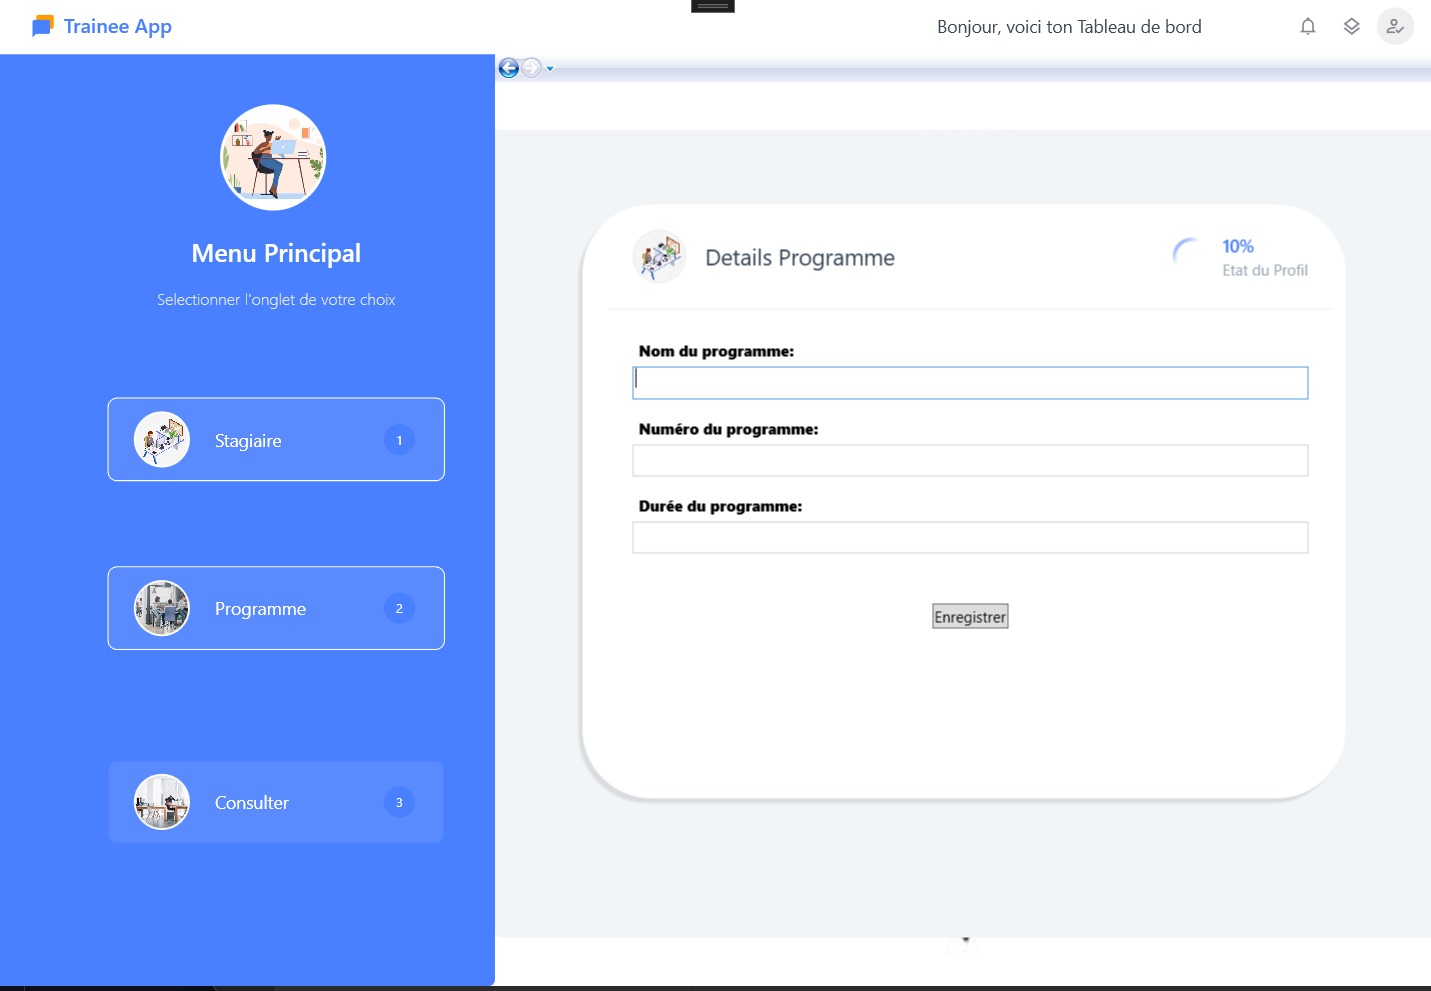 Trainee App
Bonjour, voici ton Tableau de bord
Menu Principal
Selectionner l'onglet de votre choix
Stagiaire 1
Programme 2
Consulter 3
Details Programme
10%
Etat du Profil
Nom du programme:
Numéro du programme:
Durée du programme:
Enregistrer